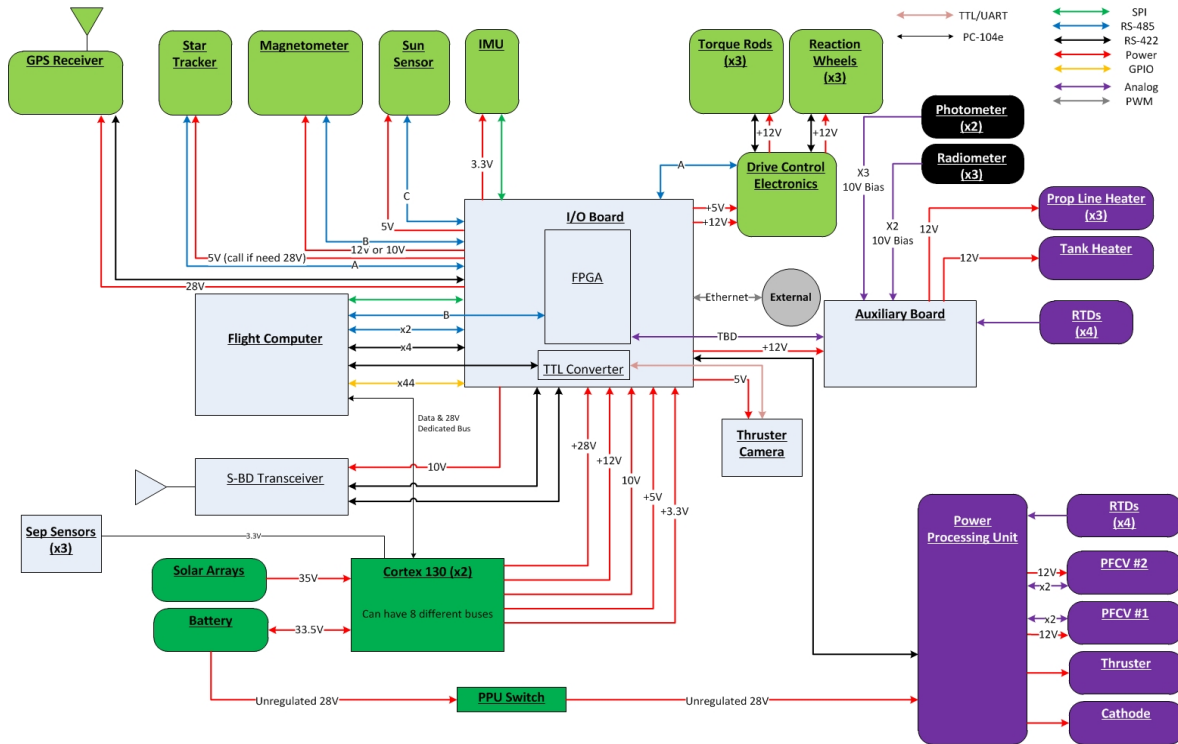 TTL/UART
PC-104e
SPI
RS-485
RS-422
Power
GPIO
Analog
PWM
GPS Receiver
Star
Tracker
Magnetometer
Sun
Sensor
IMU
Torque Rods
(x3)
Reaction
Wheels
(x3)
Photometer
(x2)
Radiometer
(x3)
Prop Line Heater
(x3)
Tank Heater
RTDs
(x4)
+12V
+12V
Drive Control
Electronics
A
3.3V
C
5V
B
12V or 10V
5V (call if need 28V)
A
28V
I/O Board
FPGA
+5V
+12V
X3
10V Bias
X2
10V Bias
12V
12V
Ethernet
External
Auxiliary Board
TBD
+12V
TTL Converter
5V
Thruster
Camera
Flight Computer
B
x2
x4
x44
Data & 28V
Dedicated Bus
10V
S-BD Transceiver
+28V
+12V
10V
+5V
+3.3V
Sep Sensors
(x3)
3.3V
Solar Arrays
35V
Battery
33.5V
Cortex 130 (x2)
Can have 8 different buses
Unregulated 28V
PPU Switch
Unregulated 28V
Power
Processing Unit
RTDs
(x4)
12V
x2
PFCV #2
x2
12V
PFCV #1
Thruster
Cathode